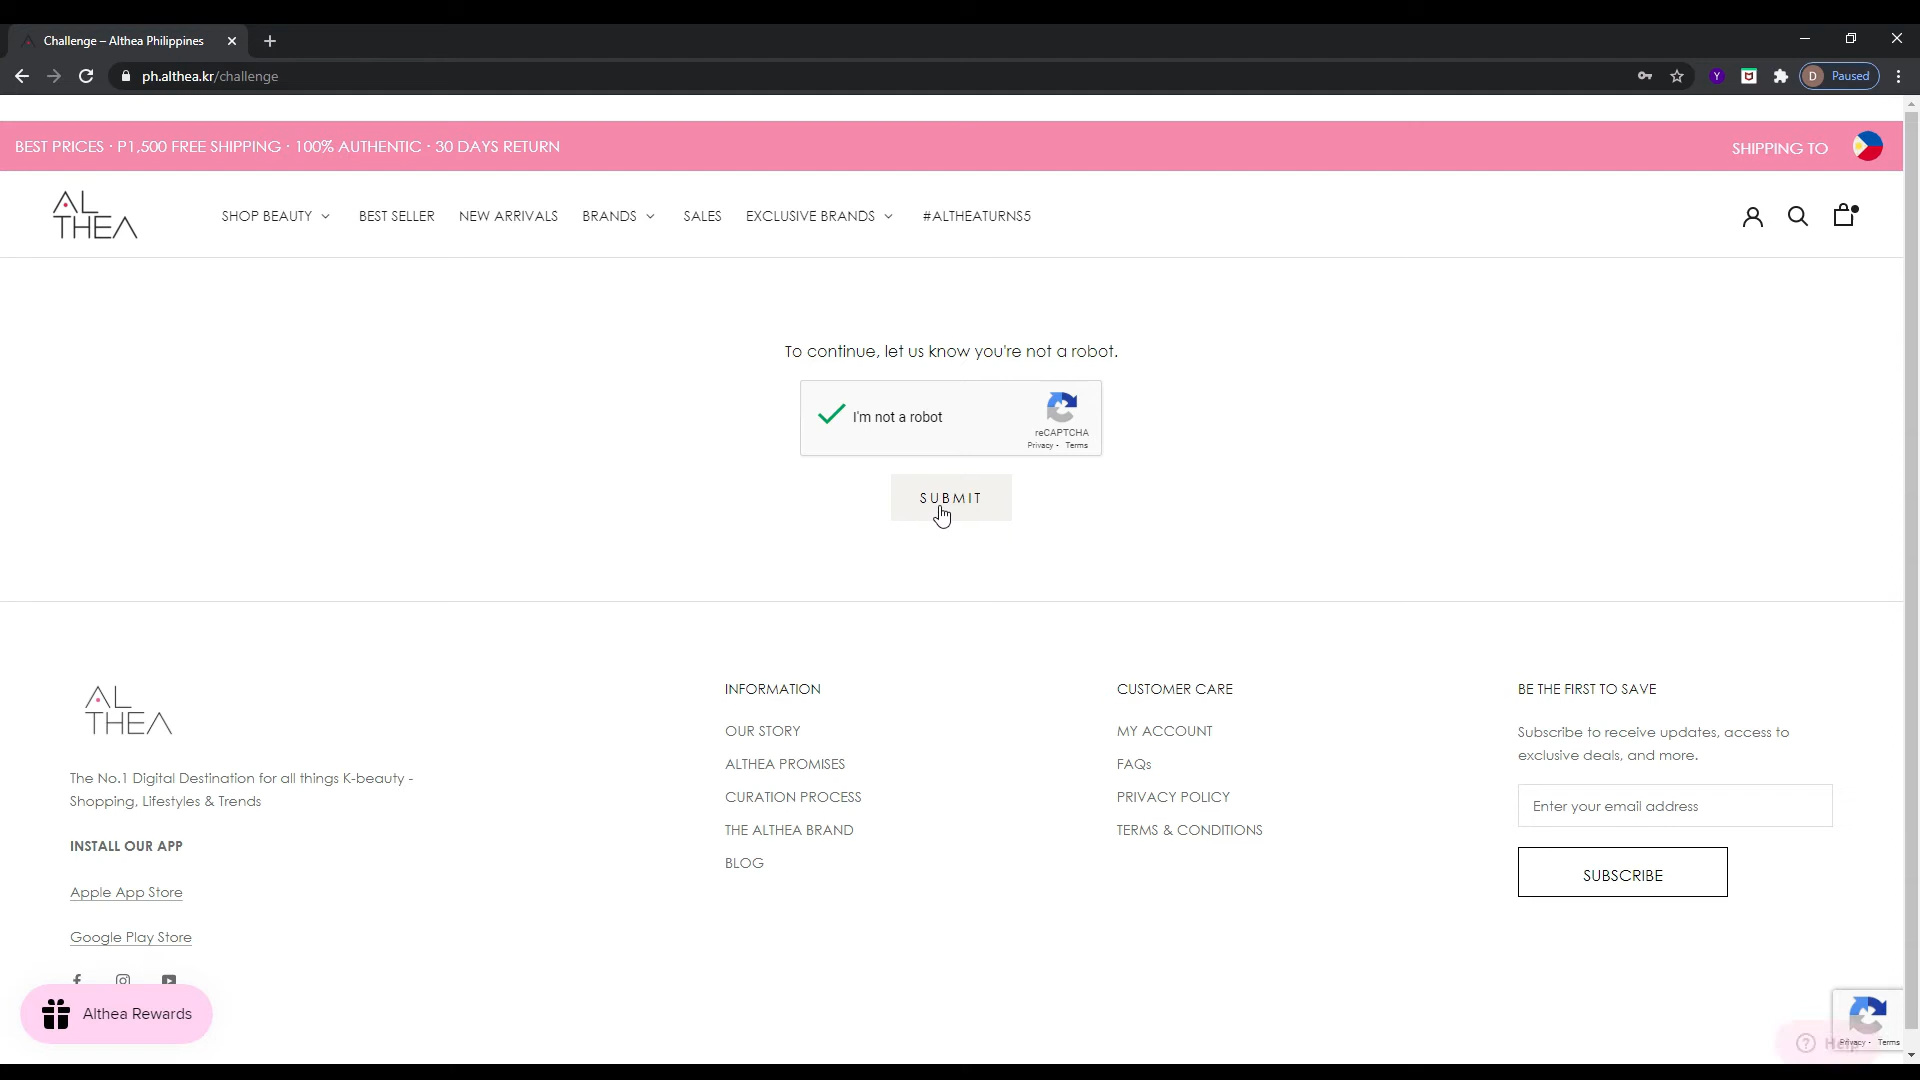 Challenge – Althea Philippines
ph.althea.kr/challenge
Y
D Paused
BEST PRICES · P1,500 FREE SHIPPING · 100% AUTHENTIC · 30 DAYS RETURN
SHIPPING TO
AL
THEA
SHOP BEAUTY
BEST SELLER
NEW ARRIVALS
BRANDS
SALES
EXCLUSIVE BRANDS
#ALTHEATURNS5
To continue, let us know you're not a robot.
I'm not a robot
reCAPTCHA
Privacy - Terms
SUBMIT
AL
THEA
The No.1 Digital Destination for all things K-beauty -
Shopping, Lifestyles & Trends
INSTALL OUR APP
Apple App Store
Google Play Store
Althea Rewards
INFORMATION
OUR STORY
ALTHEA PROMISES
CURATION PROCESS
THE ALTHEA BRAND
BLOG
CUSTOMER CARE
MY ACCOUNT
FAQs
PRIVACY POLICY
TERMS & CONDITIONS
BE THE FIRST TO SAVE
Subscribe to receive updates, access to
exclusive deals, and more.
Enter your email address
SUBSCRIBE
Help
Privacy - Terms